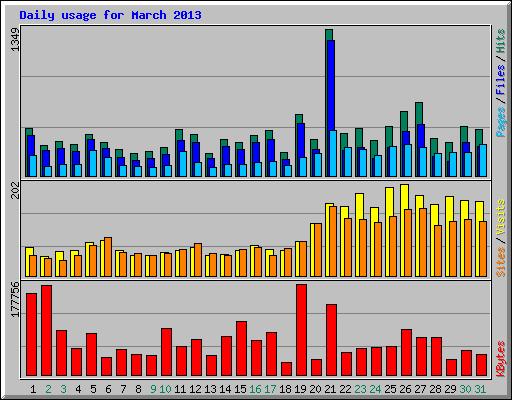 Daily usage for March 2013
1349
Pages / Files / Hits
202
Sites / Visits
177756
KBytes
1 2 3 4 5 6 7 8 9 10 11 12 13 14 15 16 17 18 19 20 21 22 23 24 25 26 27 28 29 30 31